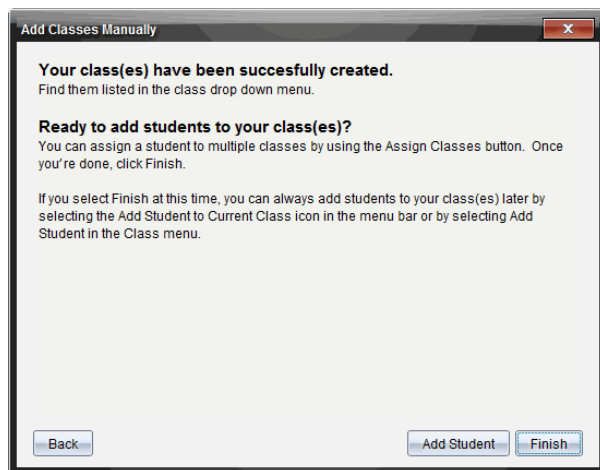 Add Classes Manually
x
Your class(es) have been succesfully created.
Find them listed in the class drop down menu.
Ready to add students to your class(es)?
You can assign a student to multiple classes by using the Assign Classes button. Once
you're done, click Finish.
If you select Finish at this time, you can always add students to your class(es) later by
selecting the Add Student to Current Class icon in the menu bar or by selecting Add
Student in the Class menu.
Back
Add Student
Finish